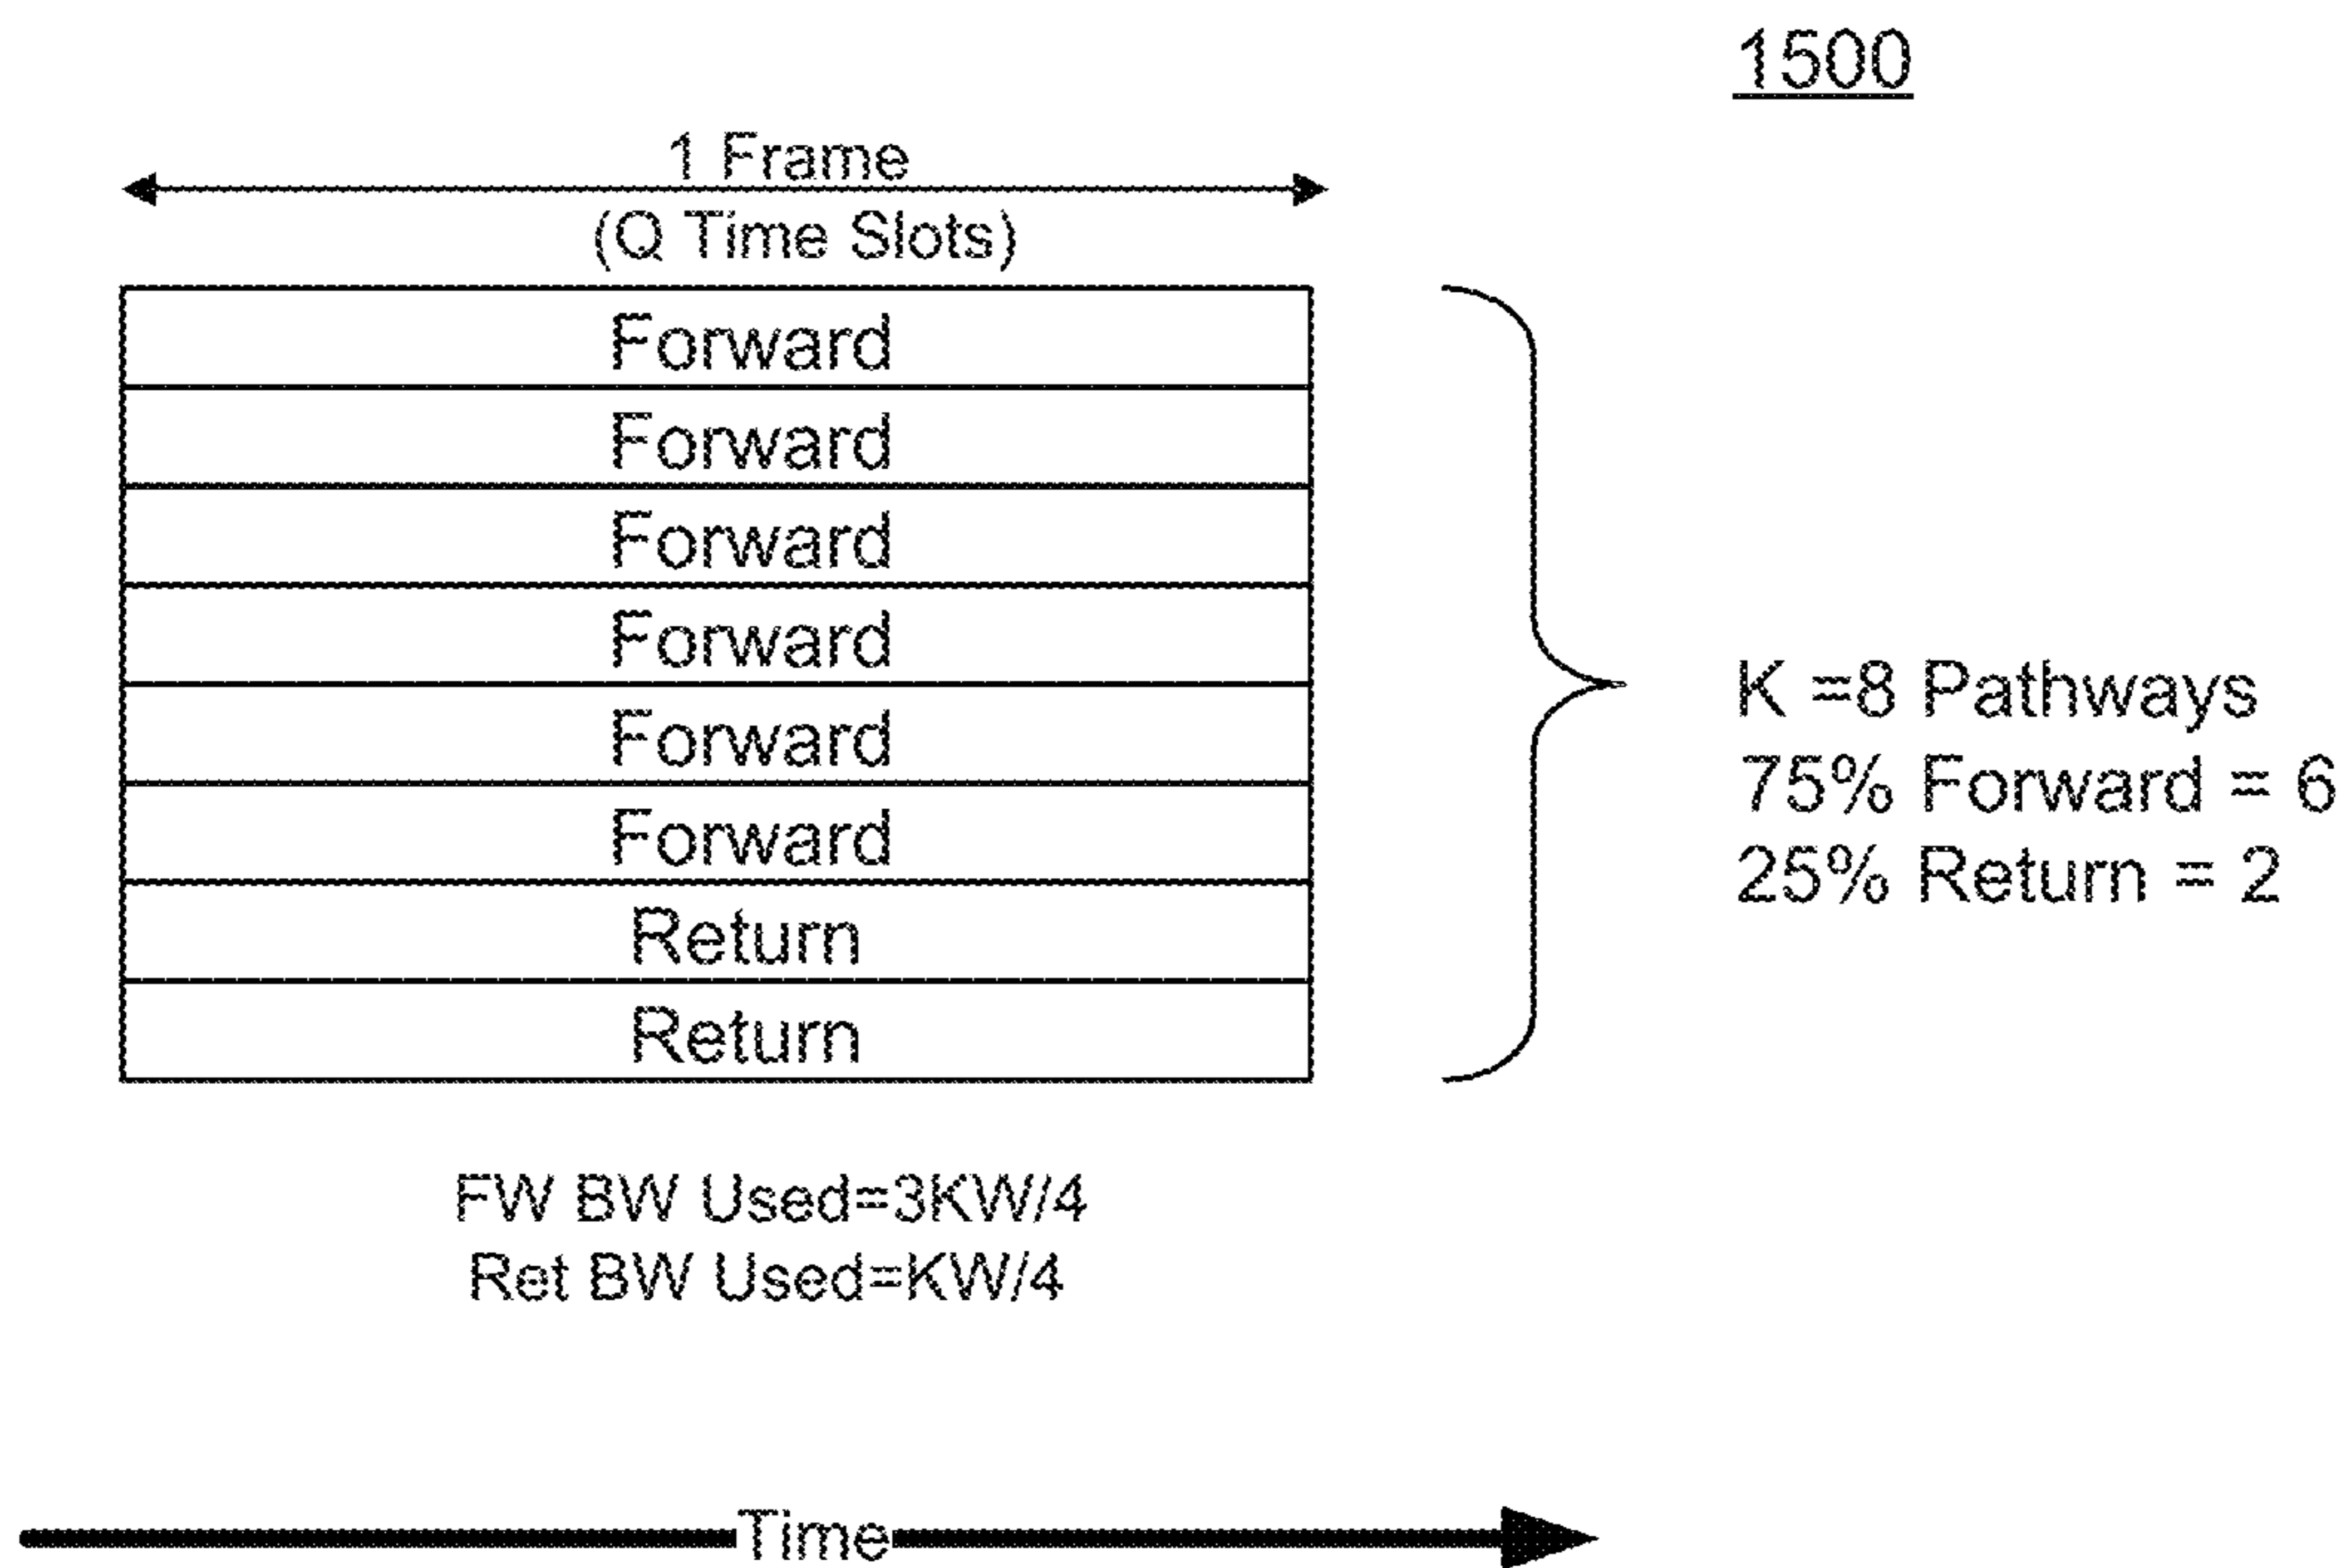 1500
1 Frame
(Q Time Slots)
Forward
Forward
Forward
Forward
Forward
Forward
Return
Return
K =8 Pathways
75% Forward = 6
25% Return = 2
FW BW Used=3KW/4
Ret BW Used=KW/4
Time